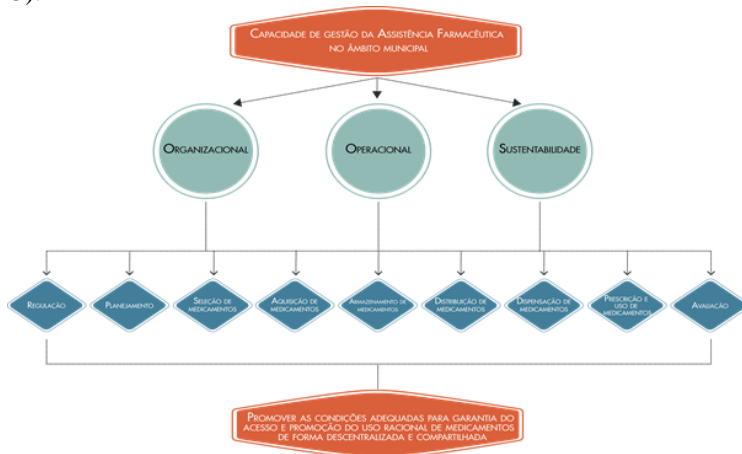 CAPACIDADE DE GESTÃO DA ASSISTÊNCIA FARMACÊUTICA
NO ÂMBITO MUNICIPAL
ORGANIZACIONAL
OPERACIONAL
SUSTENTABILIDADE
REGULAÇÃO
PLANEJAMENTO
SELEÇÃO DE
MEDICAMENTOS
AQUISIÇÃO DE
MEDICAMENTOS
ARMAZENAMENTO DE
MEDICAMENTOS
DISTRIBUIÇÃO DE
MEDICAMENTOS
DISPENSAÇÃO DE
MEDICAMENTOS
PRESCRIÇÃO E
USO DE
MEDICAMENTOS
AVALIAÇÃO
PROMOVER AS CONDIÇÕES ADEQUADAS PARA GARANTIA DO
ACESSO E PROMOÇÃO DO USO RACIONAL DE MEDICAMENTOS
DE FORMA DESCENTRALIZADA E COMPARTILHADA